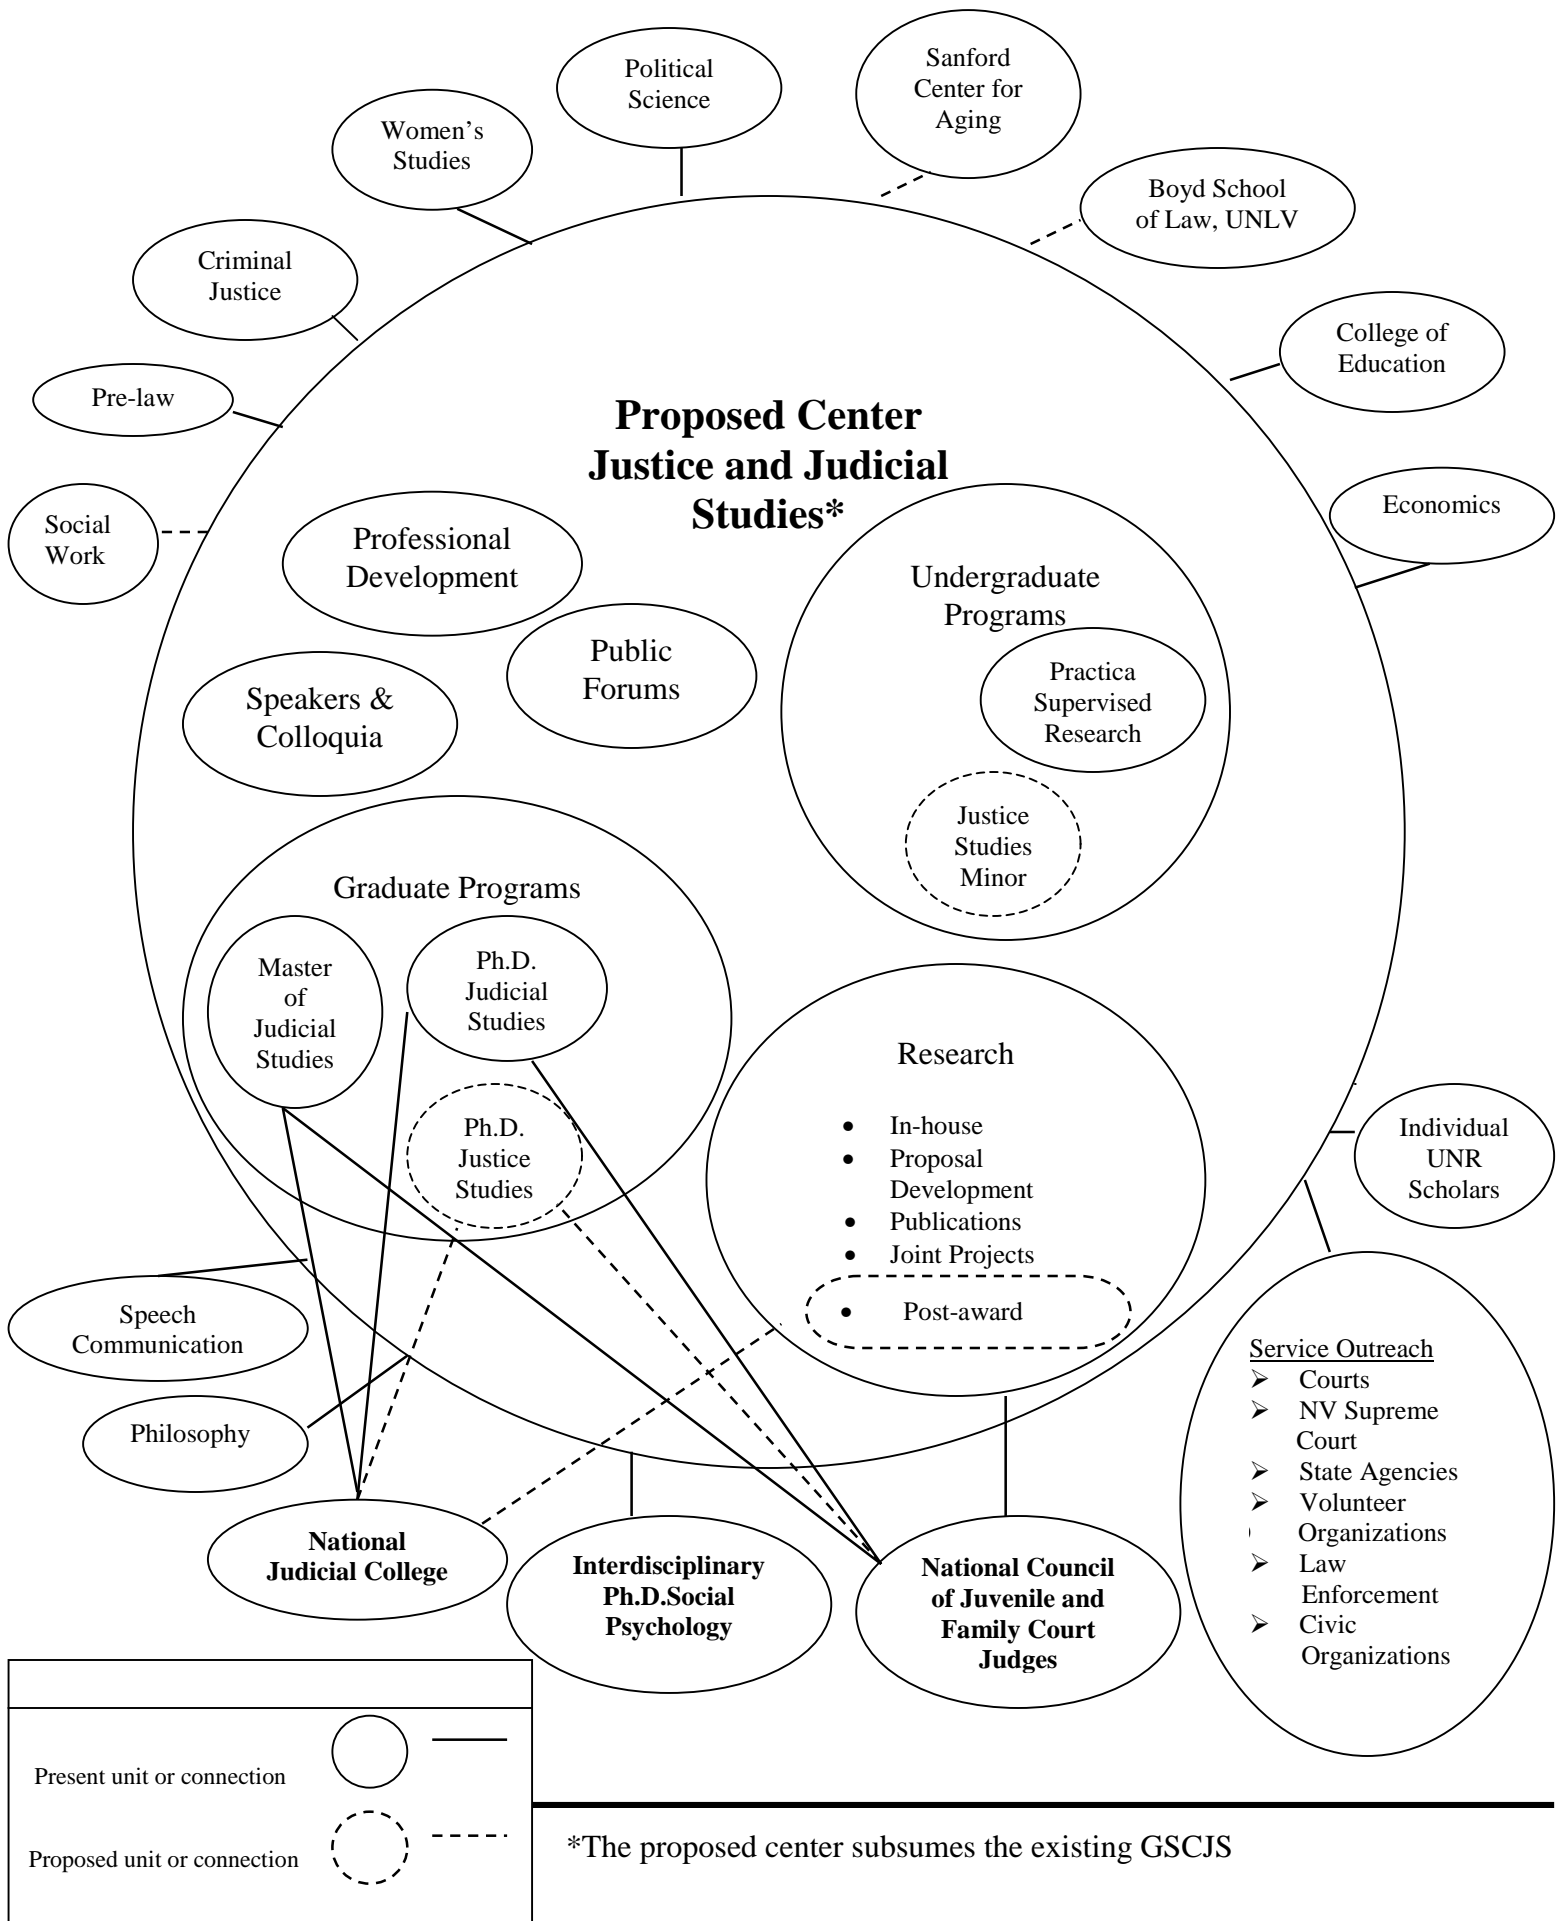 Political
Science
Sanford
Center for
Aging
Women’s
Studies
Boyd School
of Law, UNLV
Criminal
Justice
College of
Education
Pre-law
Proposed Center
Justice and Judicial
Studies*
Social
Work
Economics
Professional
Development
Undergraduate
Programs
Public
Forums
Practica
Supervised
Research
Speakers &
Colloquia
Justice
Studies
Minor
Graduate Programs
Master
of
Judicial
Studies
Ph.D.
Judicial
Studies
Ph.D.
Justice
Studies
Research
• In-house
• Proposal
Development
• Publications
• Joint Projects
• Post-award
Individual
UNR
Scholars
Speech
Communication
Philosophy
Service Outreach
➢ Courts
➢ NV Supreme
Court
➢ State Agencies
➢ Volunteer
) Organizations
➢ Law
Enforcement
➢ Civic
Organizations
National
Judicial College
Interdisciplinary
Ph.D.Social
Psychology
National Council
of Juvenile and
Family Court
Judges
Present unit or connection
Proposed unit or connection
*The proposed center subsumes the existing GSCJS